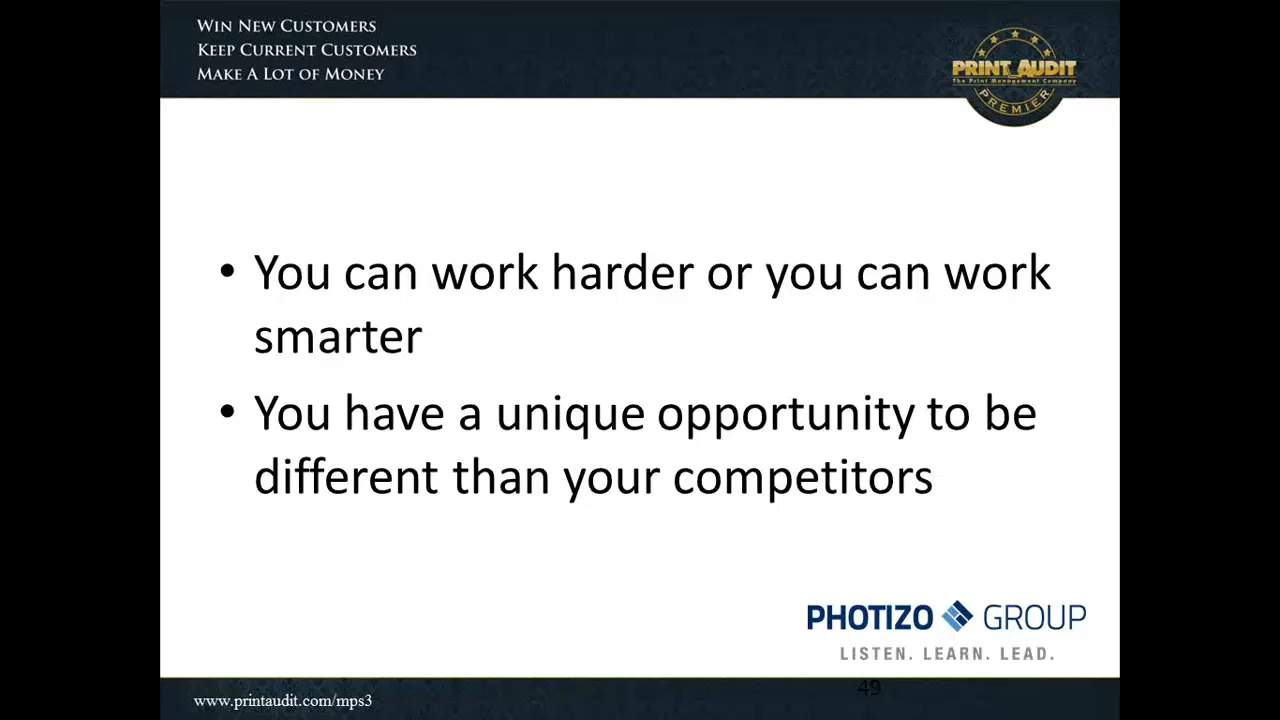 WIN NEW CUSTOMERS
KEEP CURRENT CUSTOMERS
MAKE A LOT OF MONEY
PRINT AUDIT
The Print Management Company
PREMIER
• You can work harder or you can work
smarter
• You have a unique opportunity to be
different than your competitors
PHOTIZO GROUP
LISTEN. LEARN. LEAD.
49
www.printaudit.com/mps3